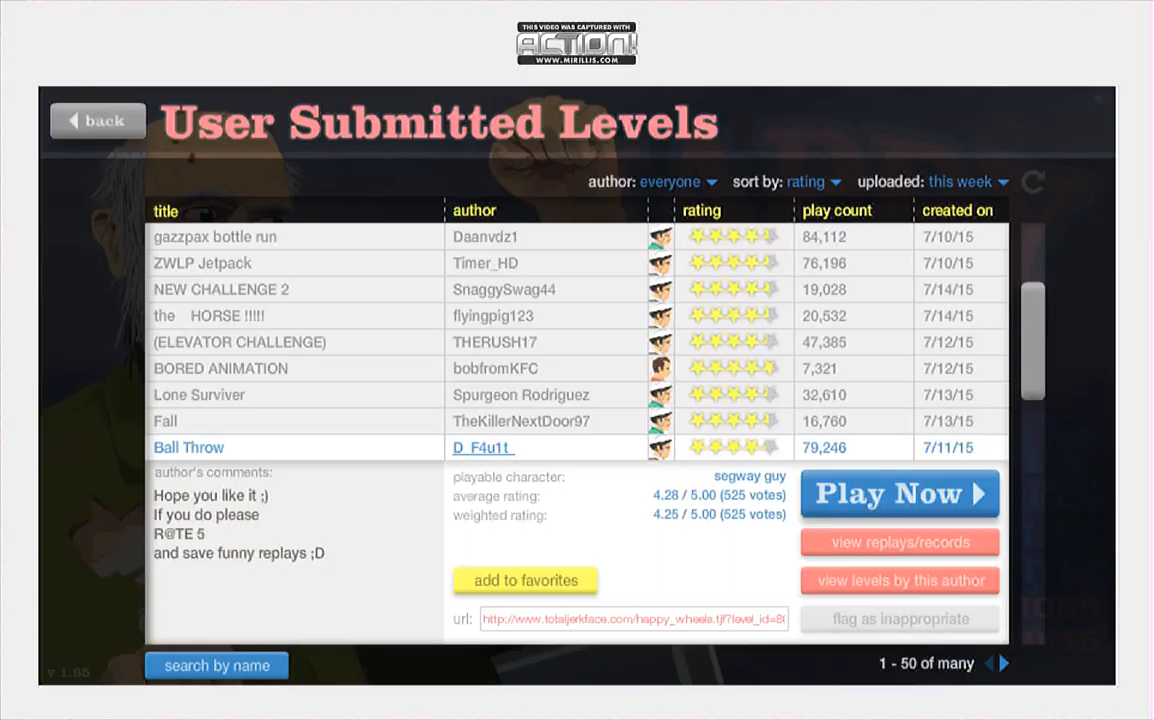 THIS VIDEO WAS CAPTURED WITH
ACTION!
WWW.MIRILLIS.COM
back
User Submitted Levels
author: everyone sort by: rating uploaded: this week
title author rating play count created on
gazzpax bottle run Daanvdz1 84,112 7/10/15
ZWLP Jetpack Timer_HD 76,196 7/10/15
NEW CHALLENGE 2 SnaggySwag44 19,028 7/14/15
the HORSE !!!!! flyingpig123 20,532 7/14/15
(ELEVATOR CHALLENGE) THERUSH17 47,385 7/12/15
BORED ANIMATION bobfromKFC 7,321 7/12/15
Lone Surviver Spurgeon Rodriguez 32,610 7/13/15
Fall TheKillerNextDoor97 16,760 7/13/15
Ball Throw D_F4u1t_ 79,246 7/11/15
author's comments:
Hope you like it ;)
If you do please
R@TE 5
and save funny replays ;D
playable character: segway guy
average rating: 4.28 / 5.00 (525 votes)
weighted rating: 4.25 / 5.00 (525 votes)
add to favorites
url: http://www.totaljerkface.com/happy_wheels.tjf?level_id=8
Play Now
view replays/records
view levels by this author
flag as inappropriate
v 1.85
search by name
1 - 50 of many